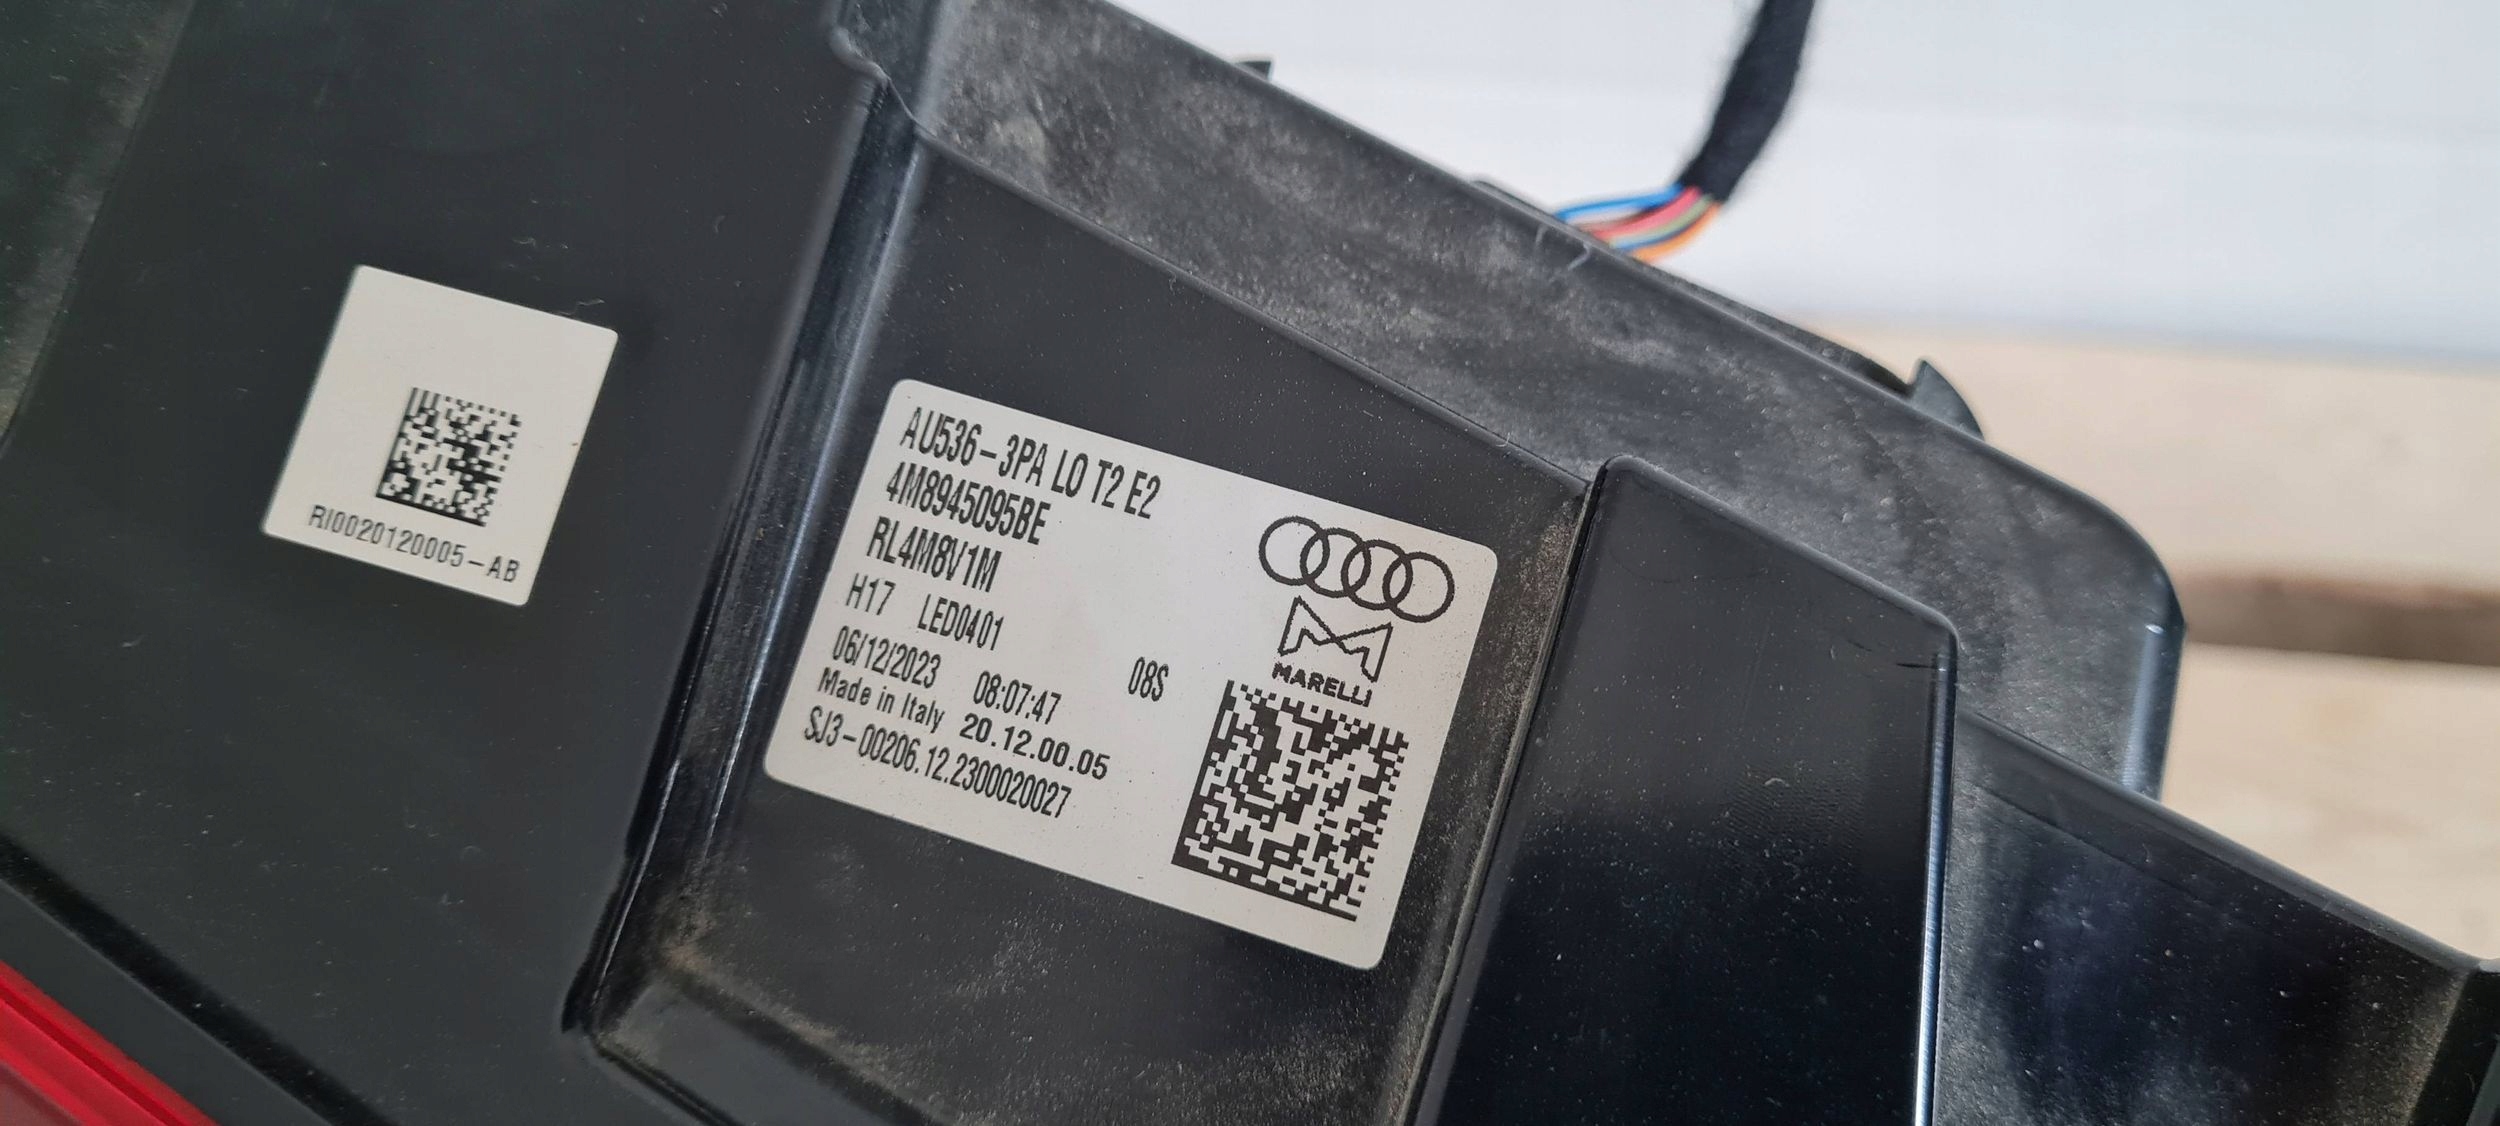 RI0020120005-AB
AU536-3PA LO T2 E2
4M8945095BE
RL4M8V1M
H17 LED0401
06/12/2023 08:07:47 08S
Made in Italy 20.12.00.05
SJ3-00206.12.2300020027
MARELLI